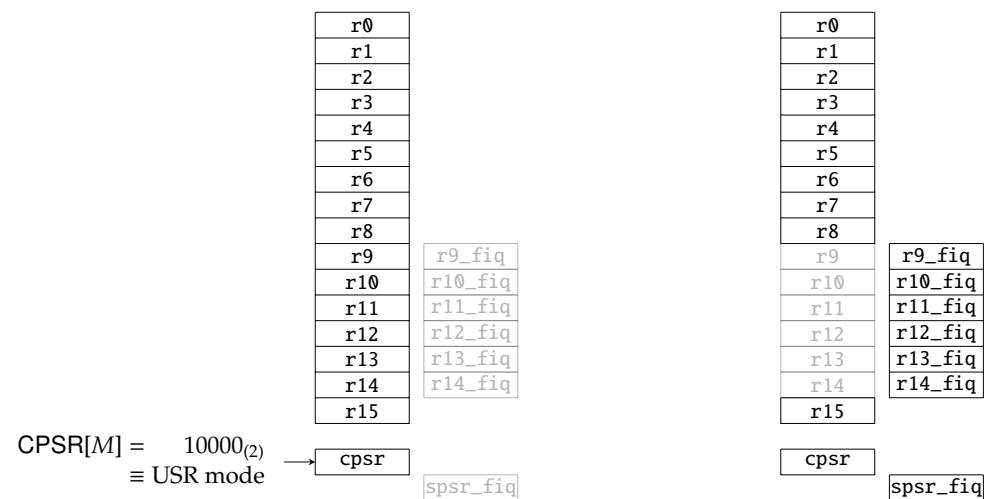 r0 r0
r1 r1
r2 r2
r3 r3
r4 r4
r5 r5
r6 r6
r7 r7
r8 r8
r9 r9_fiq r9 r9_fiq
r10 r10_fiq r10 r10_fiq
r11 r11_fiq r11 r11_fiq
r12 r12_fiq r12 r12_fiq
r13 r13_fiq r13 r13_fiq
r14 r14_fiq r14 r14_fiq
r15 r15
CPSR[M] = 10000(2)
≡ USR mode → cpsr cpsr
spsr_fiq spsr_fiq